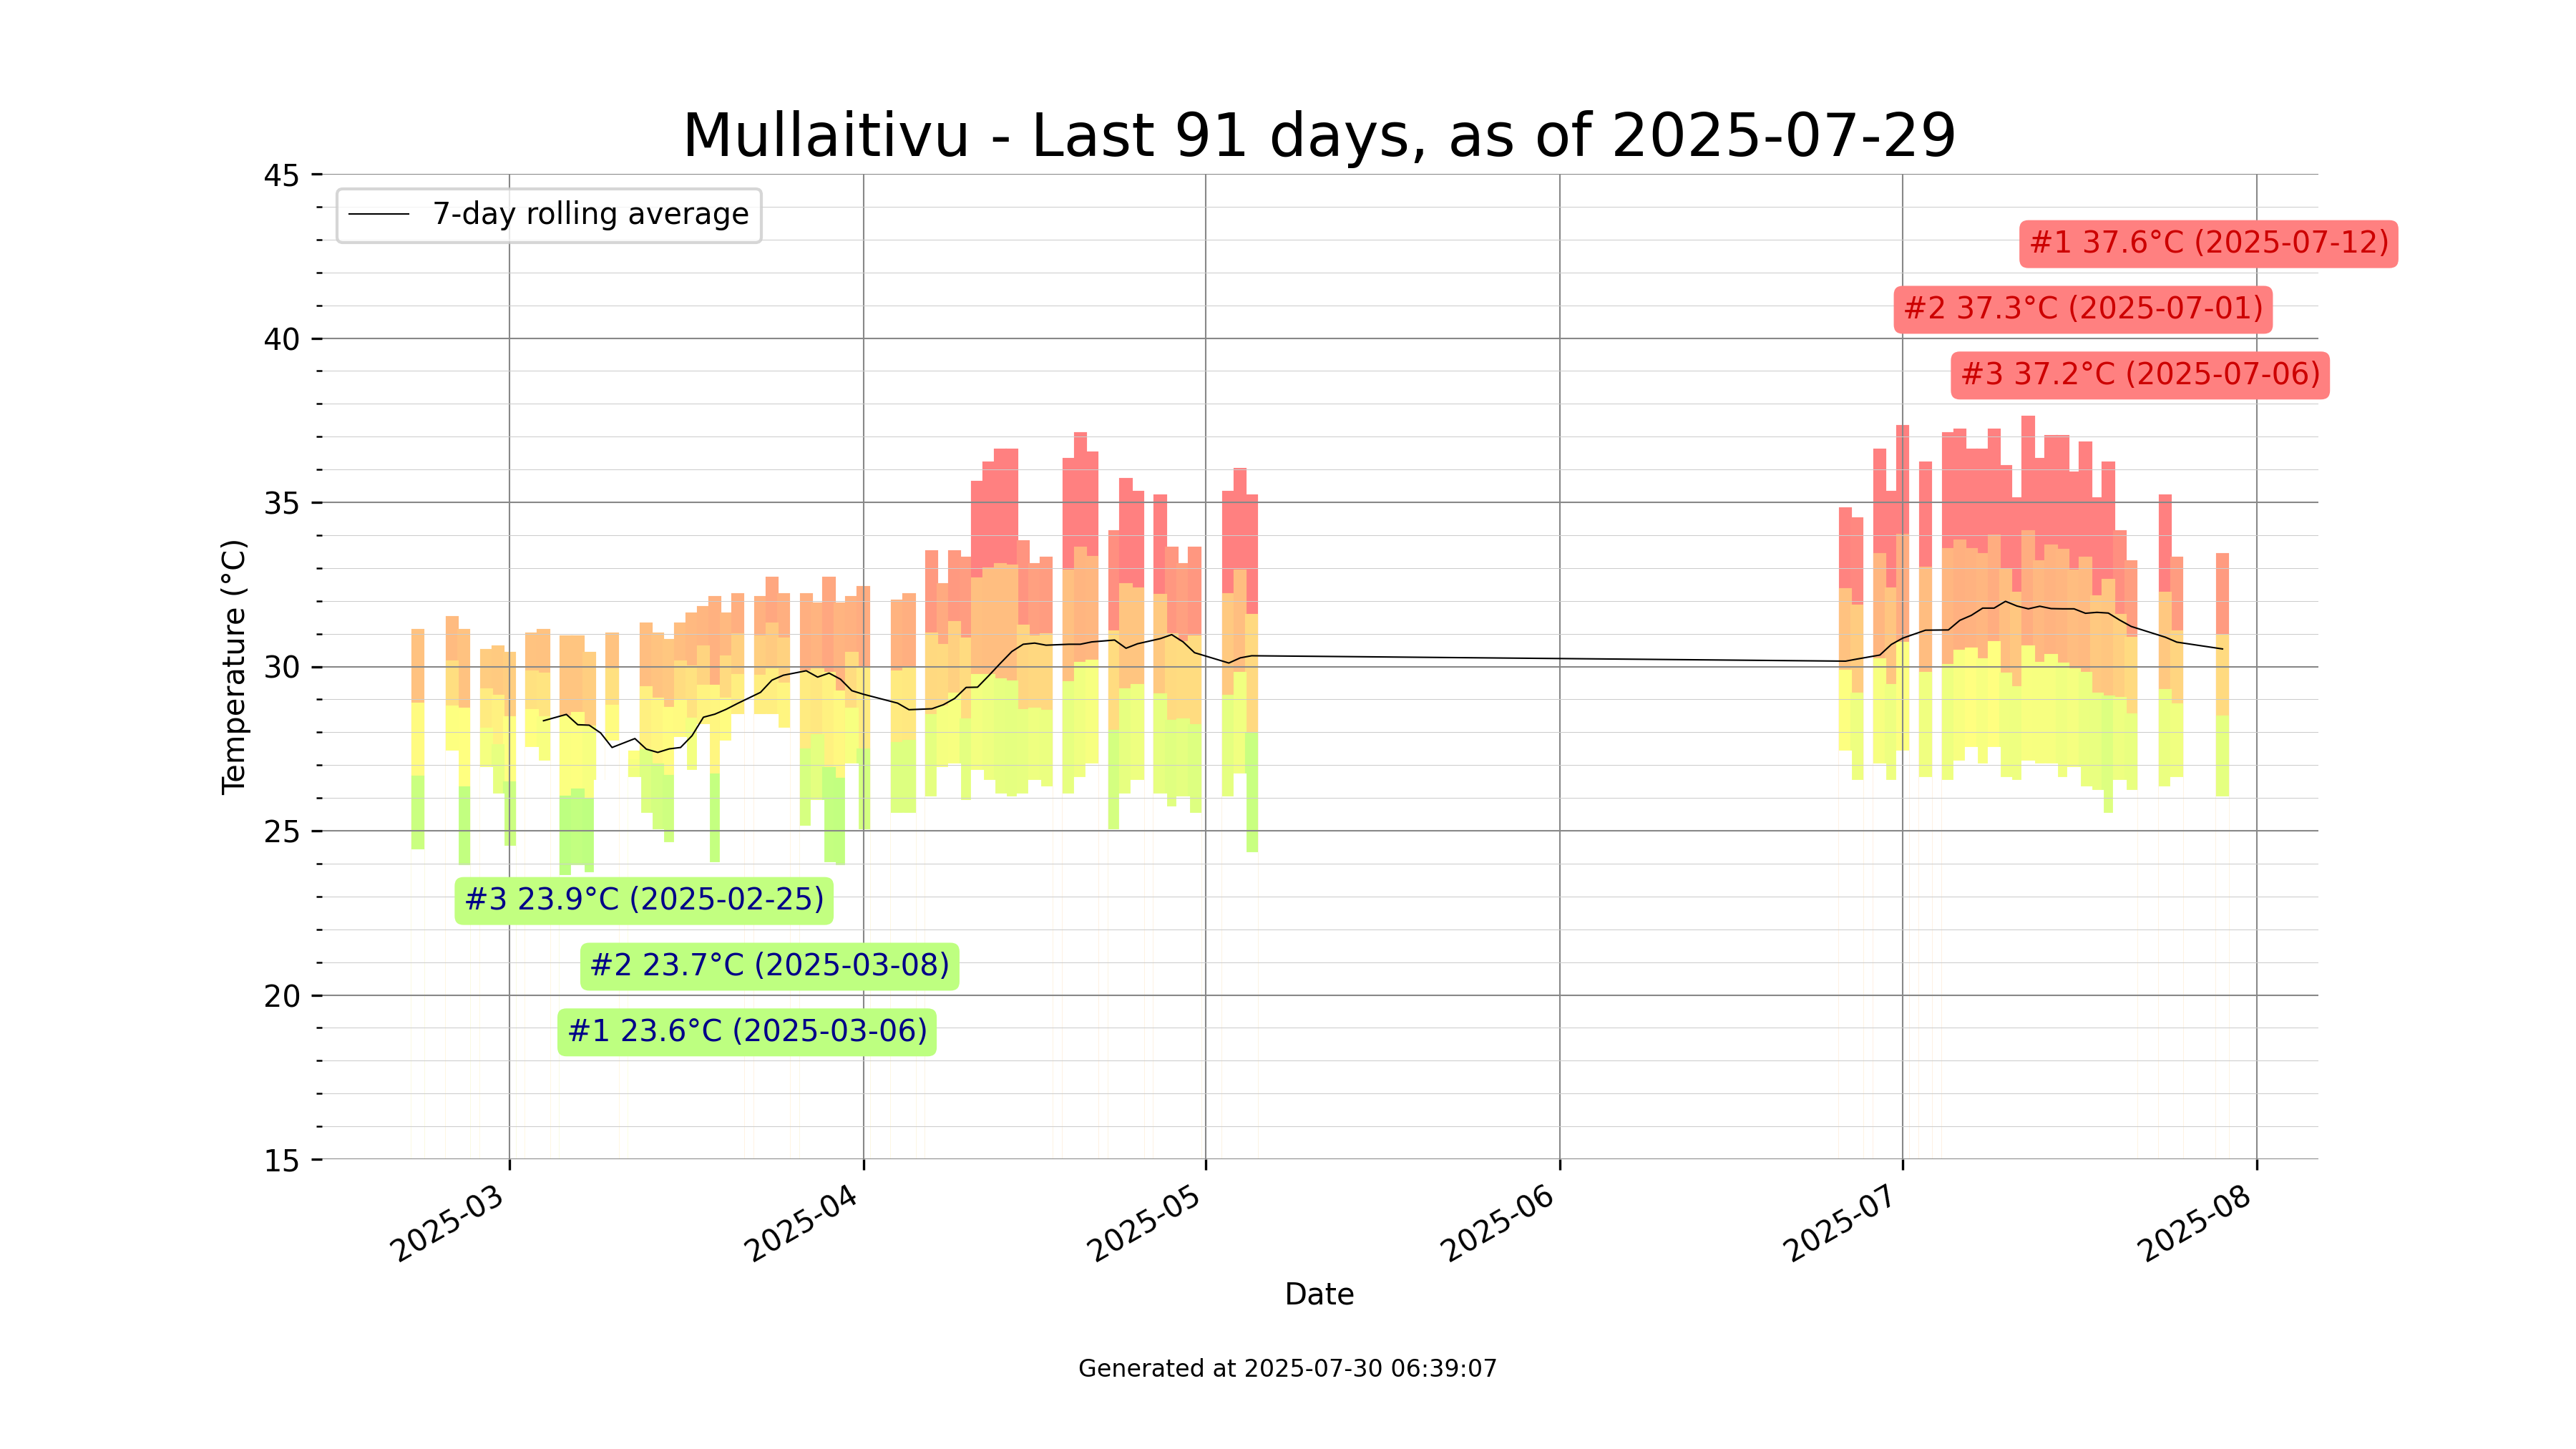 Mullaitivu - Last 91 days, as of 2025-07-29
7-day rolling average
#1 37.6°C (2025-07-12)
#2 37.3°C (2025-07-01)
#3 37.2°C (2025-07-06)
#3 23.9°C (2025-02-25)
#2 23.7°C (2025-03-08)
#1 23.6°C (2025-03-06)
Temperature (°C)
45
40
35
30
25
20
15
2025-03
2025-04
2025-05
2025-06
2025-07
2025-08
Date
Generated at 2025-07-30 06:39:07